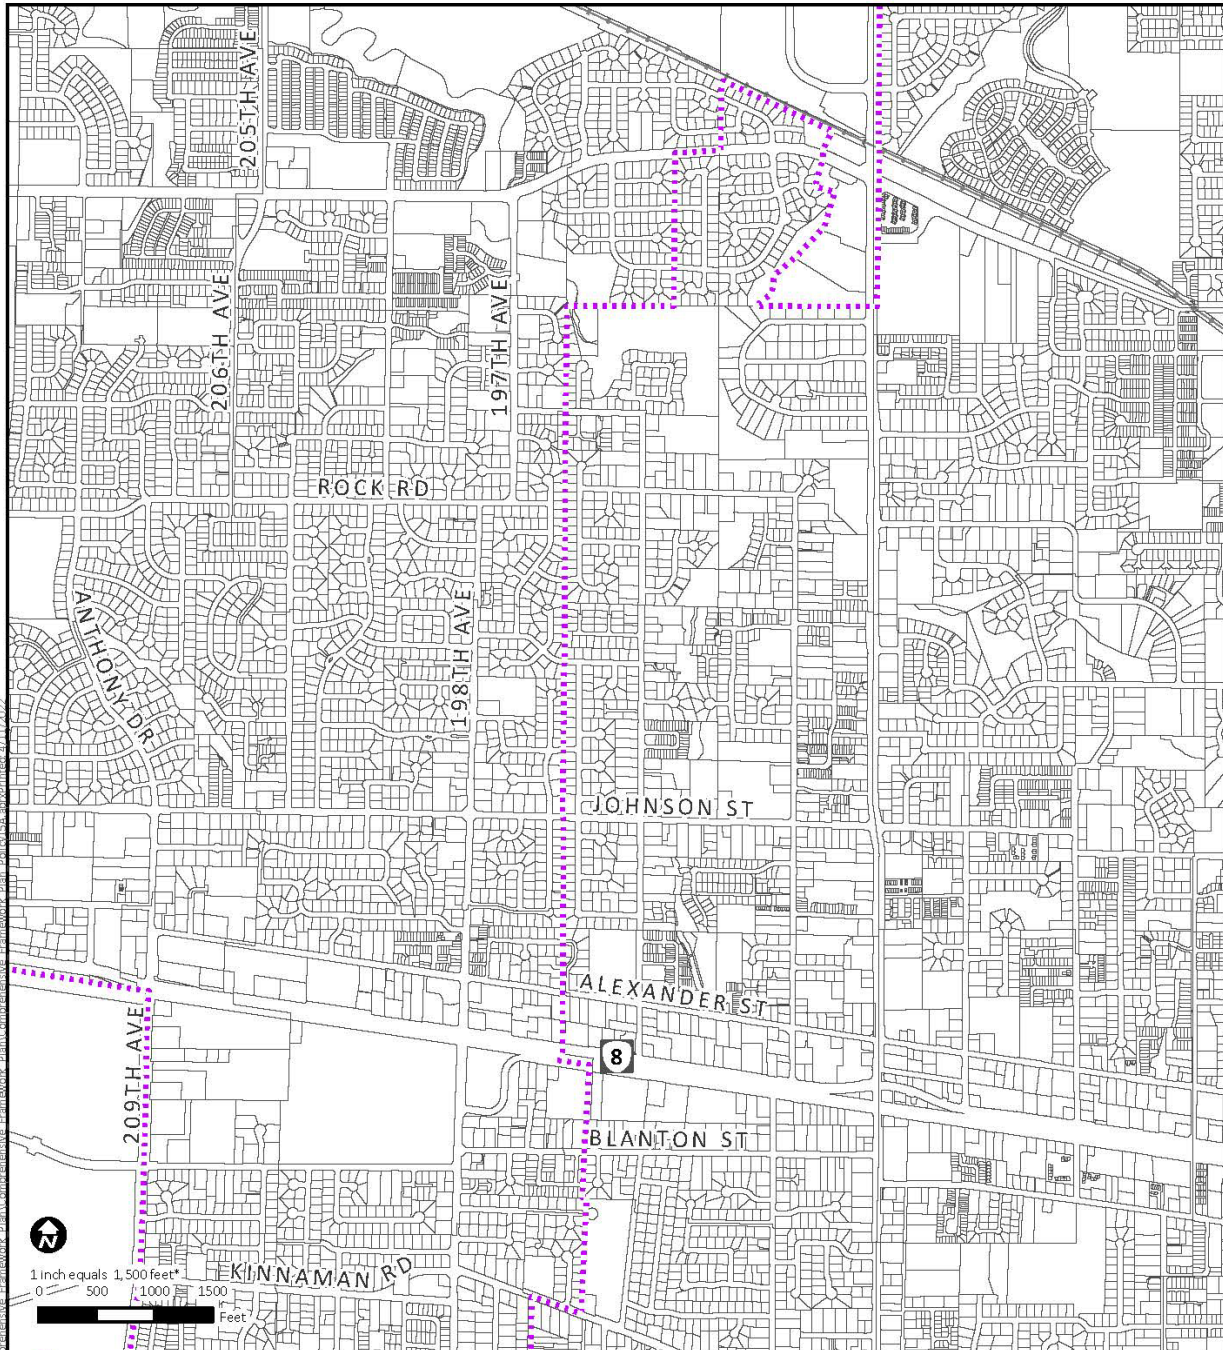 205TH AVE
206TH AVE
197TH AVE
ROCK RD
ANTHONY DR
198TH AVE
JOHNSON ST
ALEXANDER ST
8
209TH AVE
BLANTON ST
KINNAMAN RD
N
1 inch equals 1,500 feet*
0 500 1000 1500
Feet